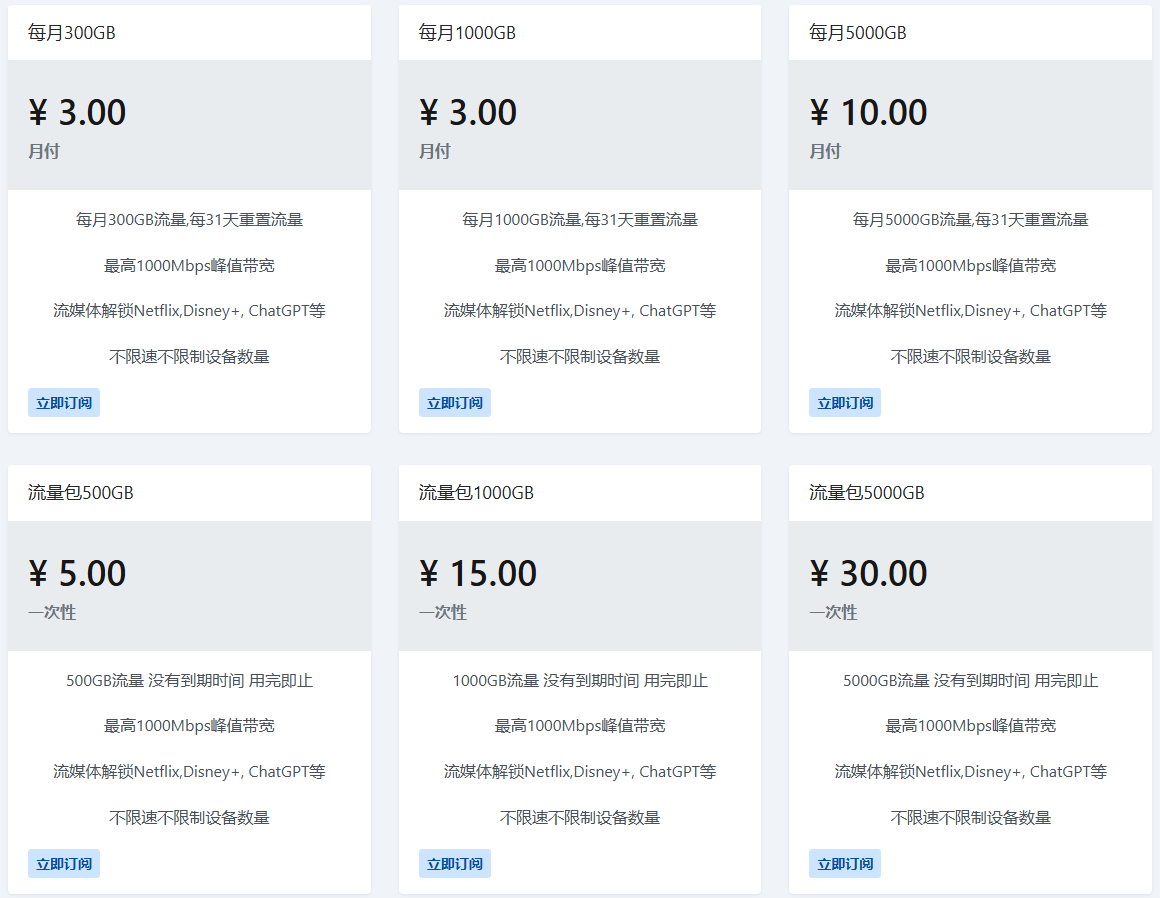 每月300GB
¥ 3.00
月付
每月300GB流量,每31天重置流量
最高1000Mbps峰值带宽
流媒体解锁Netflix,Disney+, ChatGPT等
不限速不限制设备数量
立即订阅
每月1000GB
¥ 3.00
月付
每月1000GB流量,每31天重置流量
最高1000Mbps峰值带宽
流媒体解锁Netflix,Disney+, ChatGPT等
不限速不限制设备数量
立即订阅
每月5000GB
¥ 10.00
月付
每月5000GB流量,每31天重置流量
最高1000Mbps峰值带宽
流媒体解锁Netflix,Disney+, ChatGPT等
不限速不限制设备数量
立即订阅
流量包500GB
¥ 5.00
一次性
500GB流量 没有到期时间 用完即止
最高1000Mbps峰值带宽
流媒体解锁Netflix,Disney+, ChatGPT等
不限速不限制设备数量
立即订阅
流量包1000GB
¥ 15.00
一次性
1000GB流量 没有到期时间 用完即止
最高1000Mbps峰值带宽
流媒体解锁Netflix,Disney+, ChatGPT等
不限速不限制设备数量
立即订阅
流量包5000GB
¥ 30.00
一次性
5000GB流量 没有到期时间 用完即止
最高1000Mbps峰值带宽
流媒体解锁Netflix,Disney+, ChatGPT等
不限速不限制设备数量
立即订阅